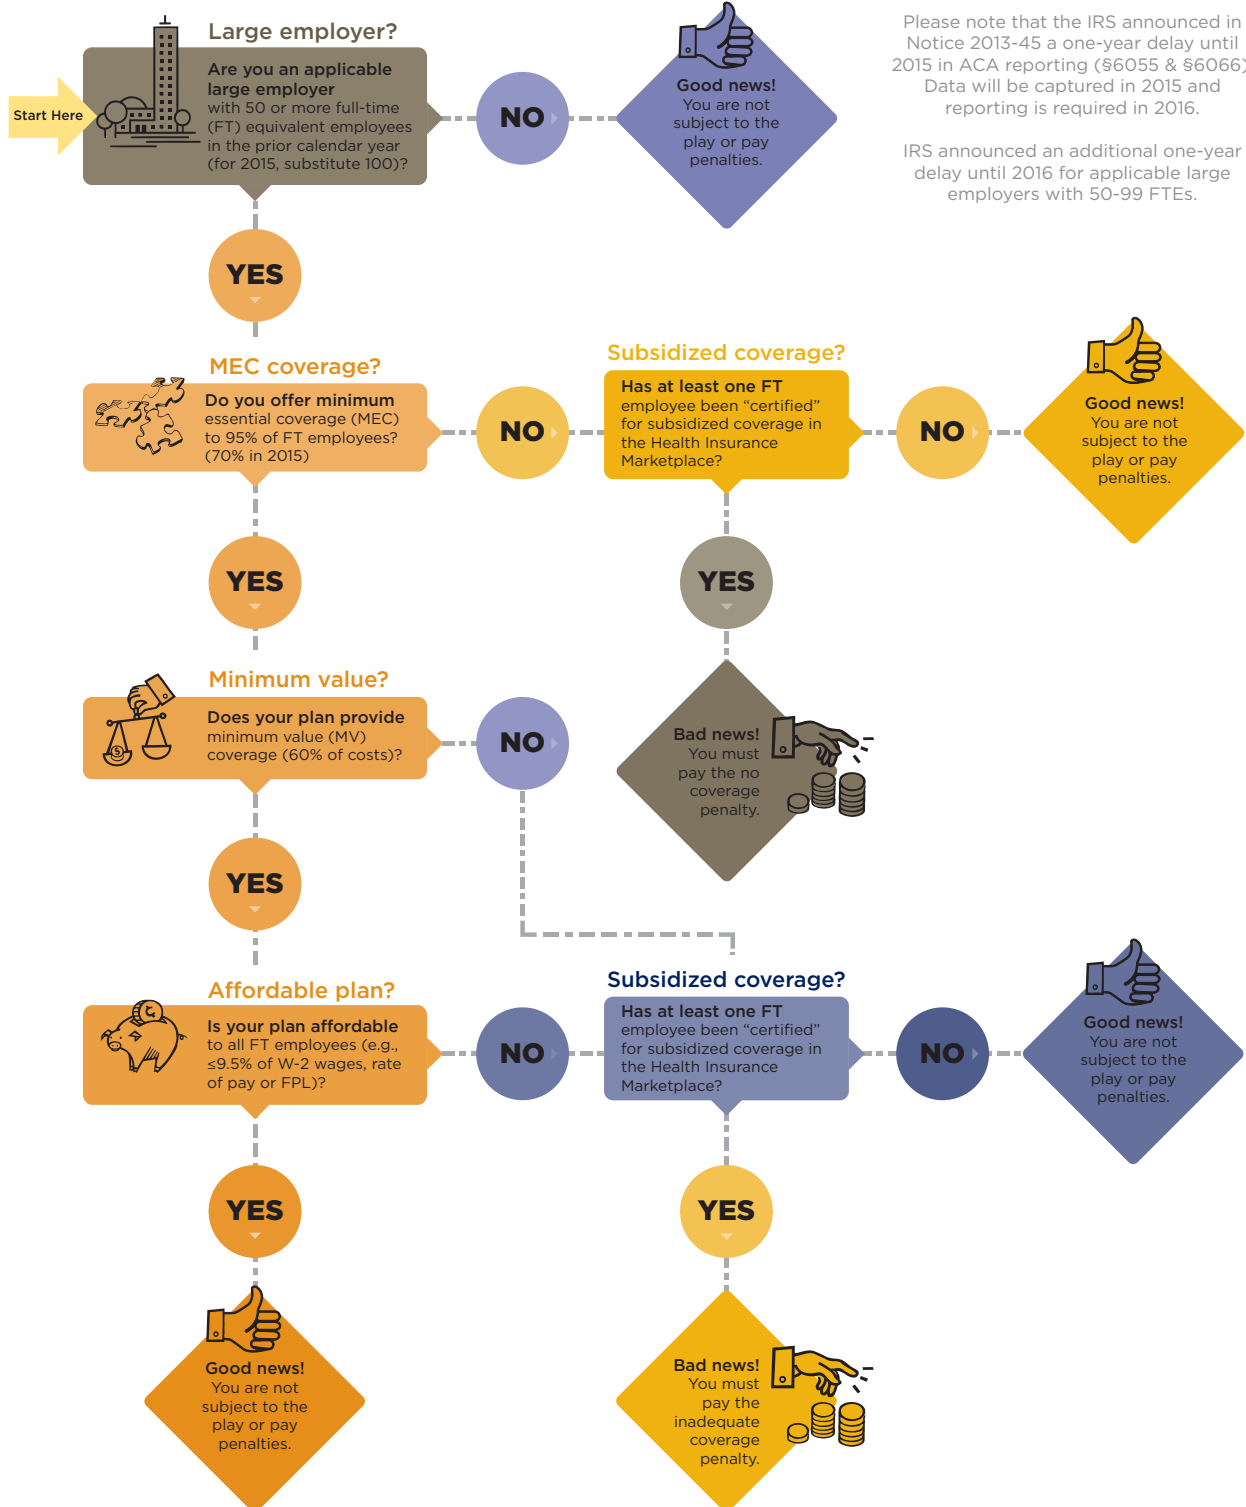 Large employer?
Start Here
Are you an applicable
large employer
with 50 or more full-time
(FT) equivalent employees
in the prior calendar year
(for 2015, substitute 100)?
NO
Good news!
You are not
subject to the
play or pay
penalties.
Please note that the IRS announced in
Notice 2013-45 a one-year delay until
2015 in ACA reporting (§6055 & §6066)
Data will be captured in 2015 and
reporting is required in 2016.
IRS announced an additional one-year
delay until 2016 for applicable large
employers with 50-99 FTEs.
YES
MEC coverage?
Do you offer minimum
essential coverage (MEC)
to 95% of FT employees?
(70% in 2015)
NO
Subsidized coverage?
Has at least one FT
employee been “certified”
for subsidized coverage in
the Health Insurance
Marketplace?
NO
Good news!
You are not
subject to the
play or pay
penalties.
YES
YES
Minimum value?
$
Does your plan provide
minimum value (MV)
coverage (60% of costs)?
NO
Bad news!
You must
pay the no
coverage
penalty.
YES
Affordable plan?
Is your plan affordable
to all FT employees (e.g.,
≤9.5% of W-2 wages, rate
of pay or FPL)?
NO
Subsidized coverage?
Has at least one FT
employee been “certified”
for subsidized coverage in
the Health Insurance
Marketplace?
NO
Good news!
You are not
subject to the
play or pay
penalties.
YES
YES
Good news!
You are not
subject to the
play or pay
penalties.
Bad news!
You must
pay the
inadequate
coverage
penalty.